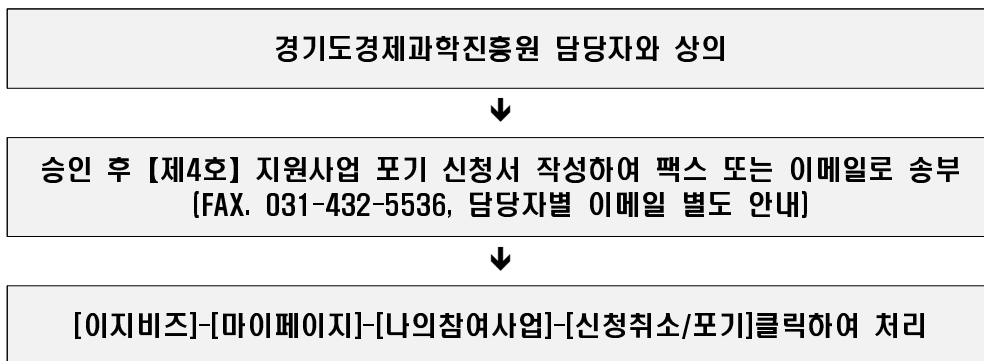 경기도경제과학진흥원 담당자와 상의
승인 후 【제4호】 지원사업 포기 신청서 작성하여 팩스 또는 이메일로 송부
(FAX. 031-432-5536, 담당자별 이메일 별도 안내)
[이지비즈]-[마이페이지]-[나의참여사업]-[신청취소/포기]클릭하여 처리